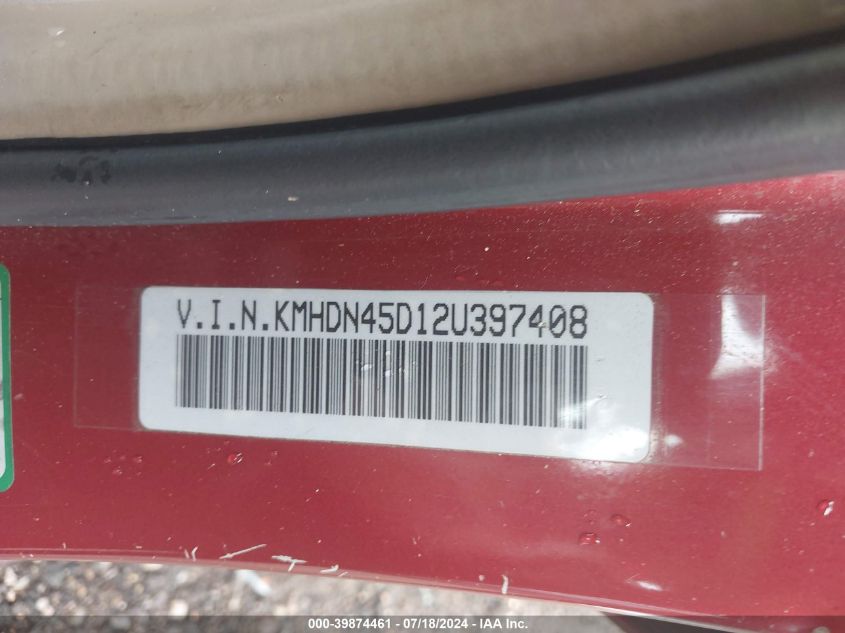 V.I.N.KMHDN45D12U397408
000-39874461 - 07/18/2024 - IAA Inc.